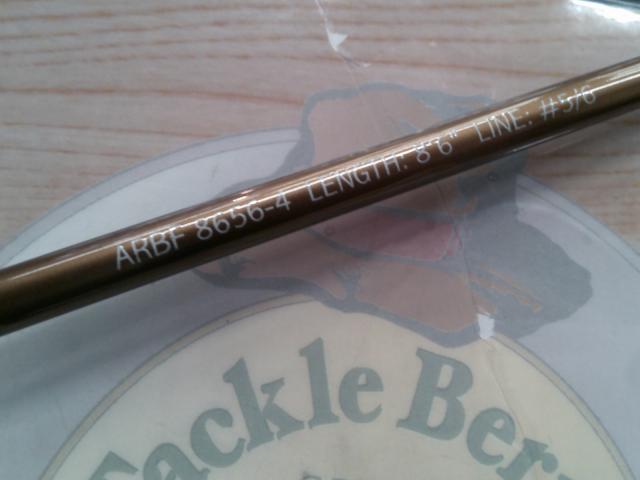 ARBF 8656-4 LENGTH: 8'6" LINE: #5/6
Tackle Ber